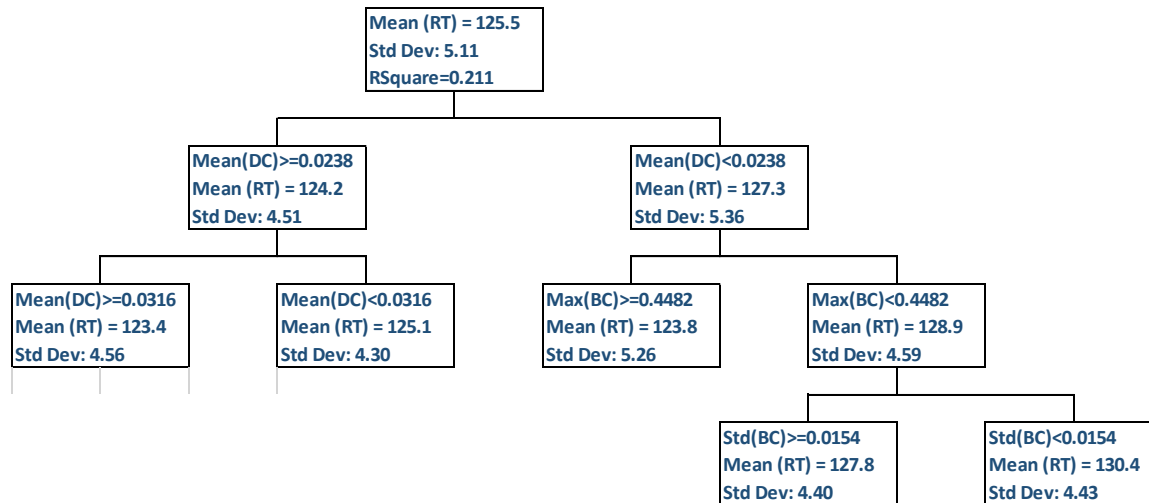 Mean (RT) = 125.5
Std Dev: 5.11
RSquare=0.211
Mean(DC)>=0.0238
Mean (RT) = 124.2
Std Dev: 4.51
Mean(DC)<0.0238
Mean (RT) = 127.3
Std Dev: 5.36
Mean(DC)>=0.0316
Mean (RT) = 123.4
Std Dev: 4.56
Mean(DC)<0.0316
Mean (RT) = 125.1
Std Dev: 4.30
Max(BC)>=0.4482
Mean (RT) = 123.8
Std Dev: 5.26
Max(BC)<0.4482
Mean (RT) = 128.9
Std Dev: 4.59
Std(BC)>=0.0154
Mean (RT) = 127.8
Std Dev: 4.40
Std(BC)<0.0154
Mean (RT) = 130.4
Std Dev: 4.43